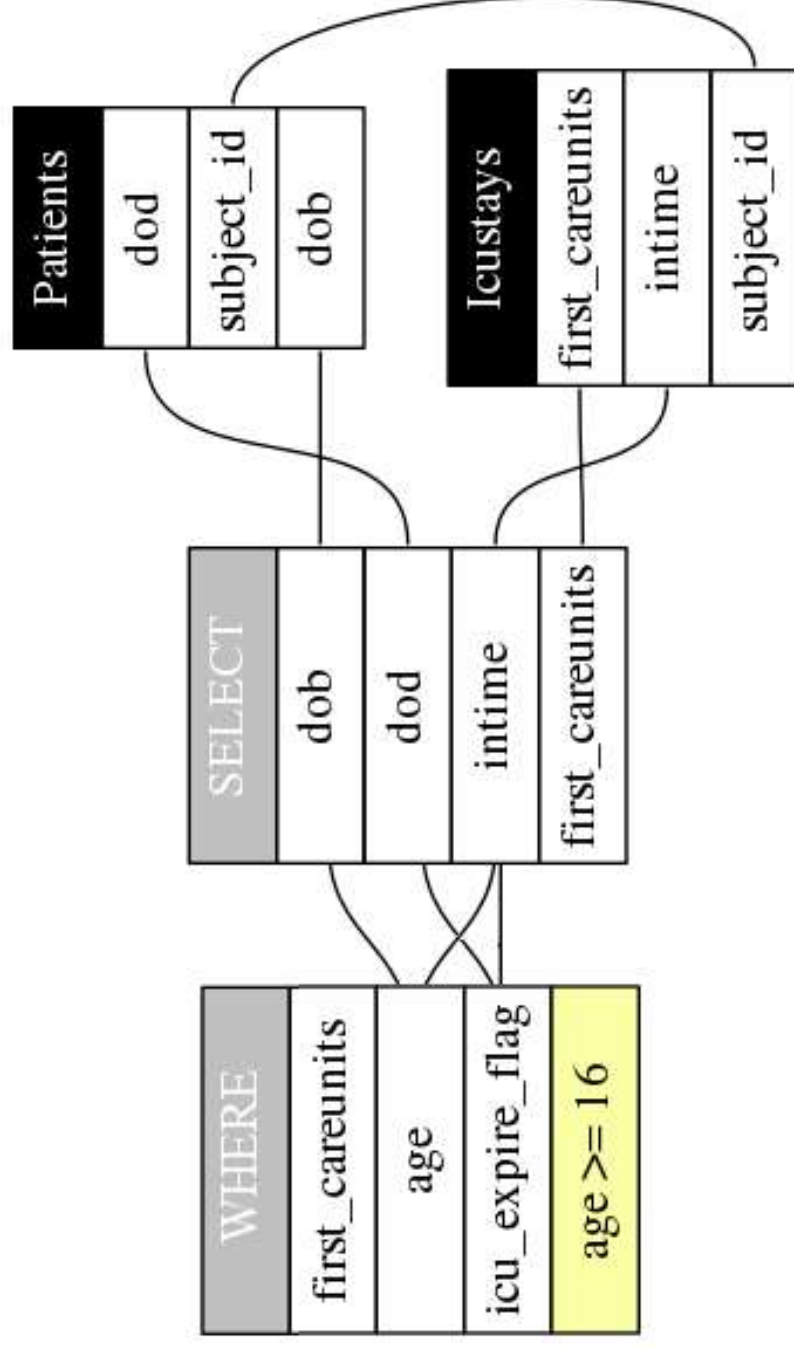 WHERE
first_careunits
age
icu_expire_flag
age >= 16
SELECT
dob
dod
intime
first_careunits
Patients
dod
subject_id
dob
Icustays
first_careunits
intime
subject_id